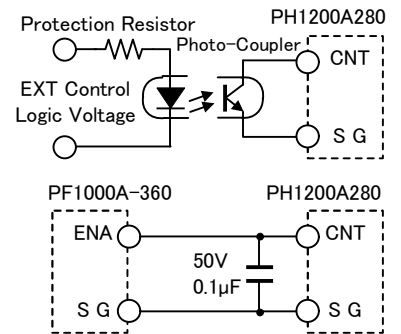 Protection Resistor
PH1200A280
Photo-Coupler
CNT
EXT Control
Logic Voltage
S G
PF1000A-360
PH1200A280
ENA
CNT
50V
0.1μF
S G
S G